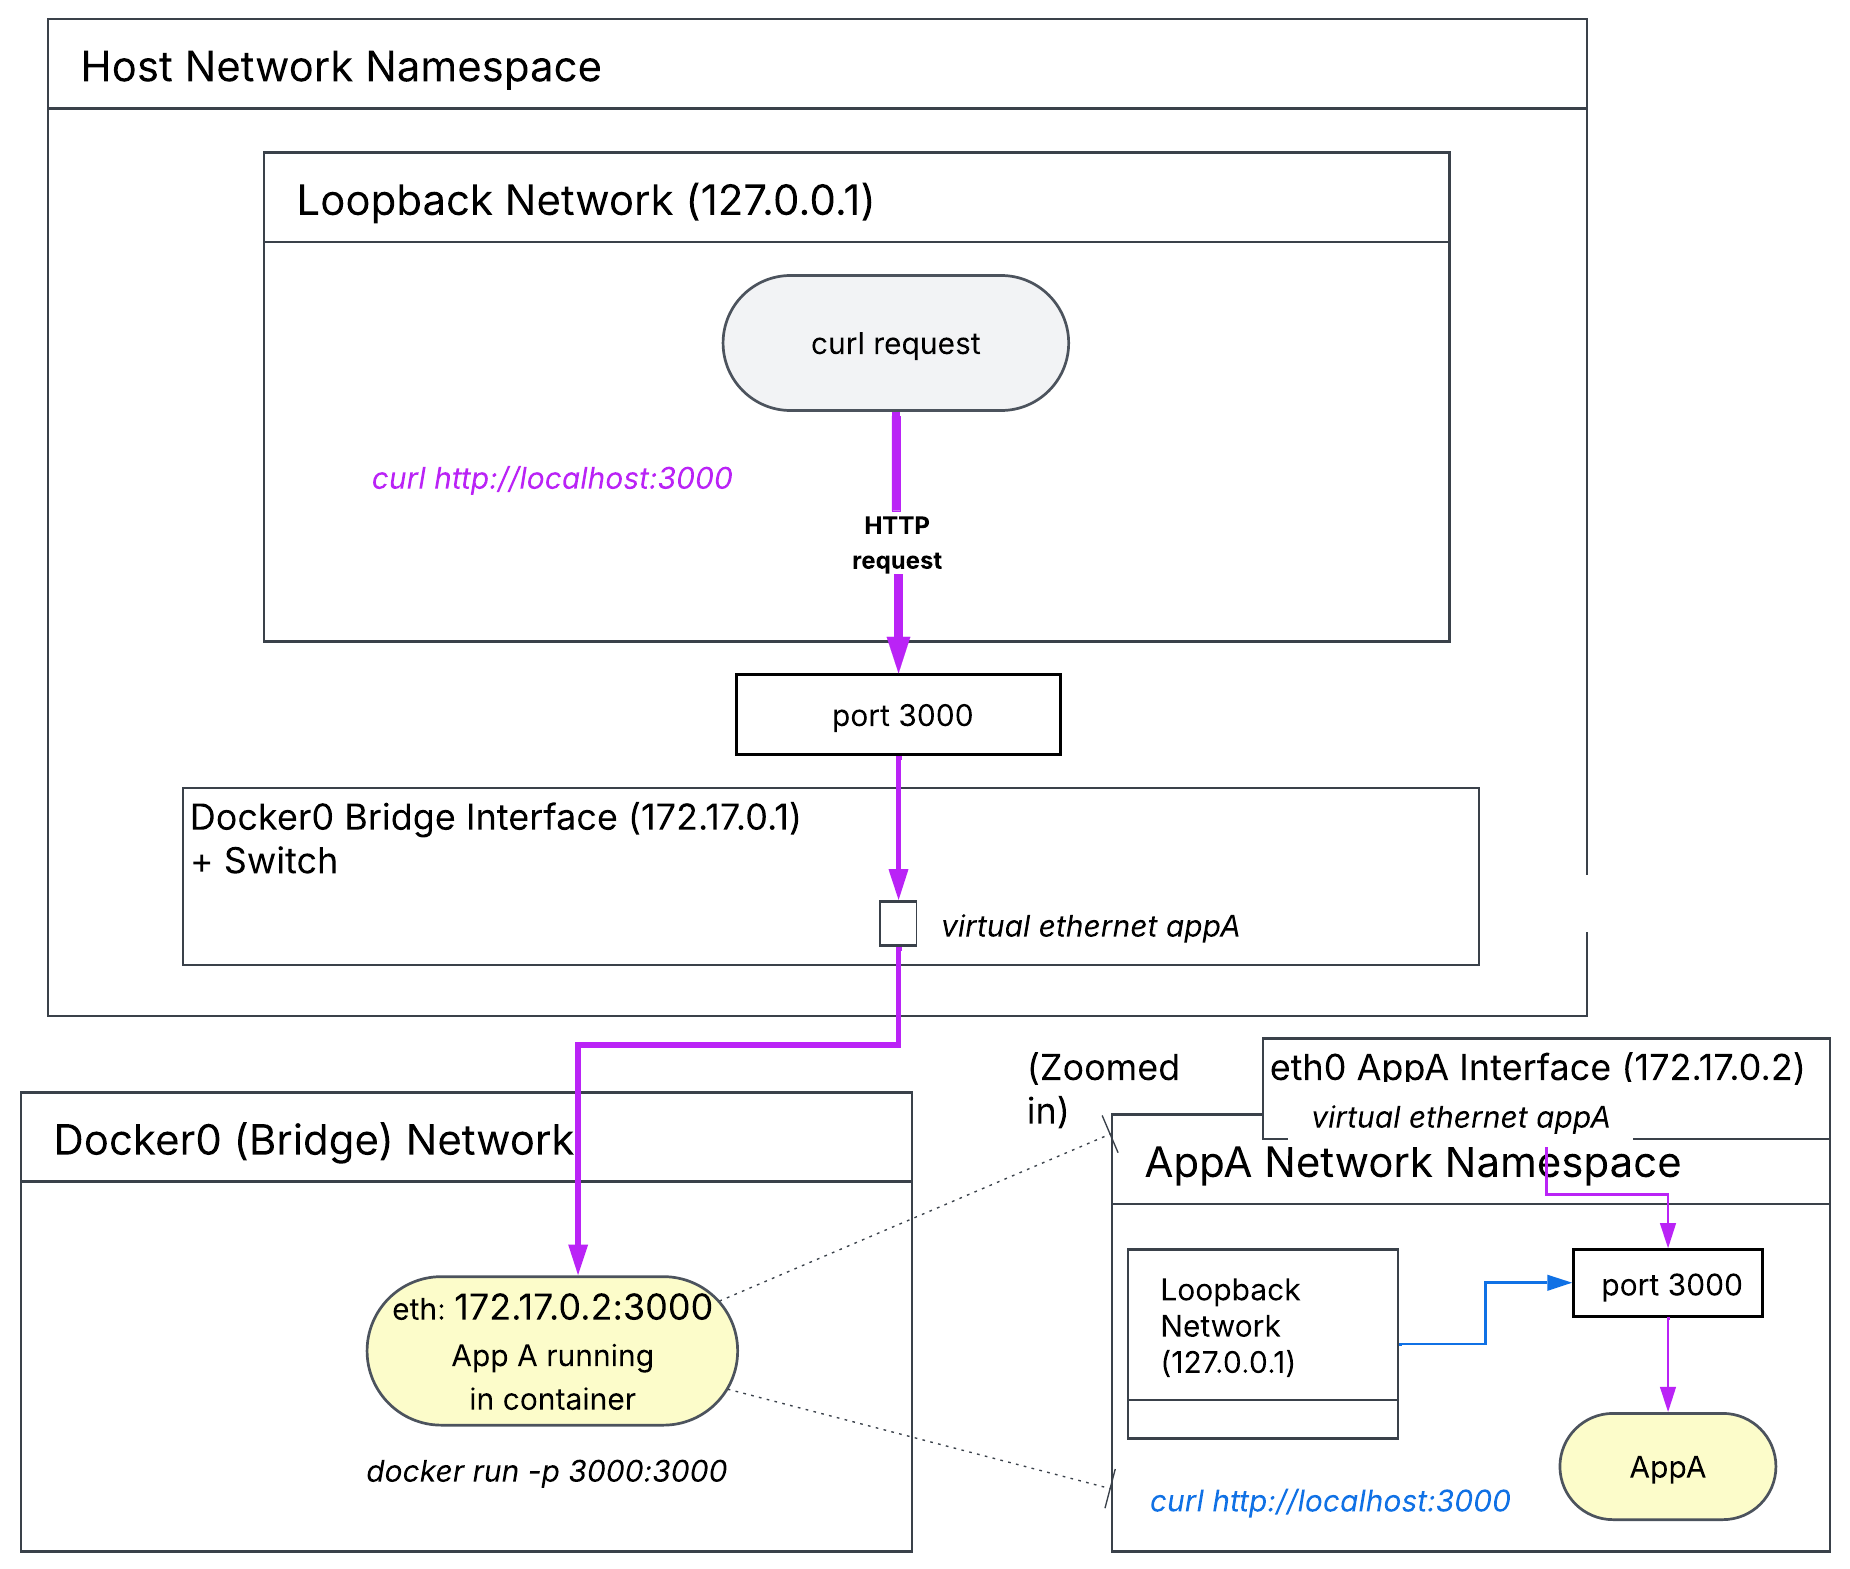 Host Network Namespace
Loopback Network (127.0.0.1)
curl request
curl http://localhost:3000
HTTP
request
port 3000
Docker0 Bridge Interface (172.17.0.1)
+ Switch
virtual ethernet appA
Docker0 (Bridge) Network
eth: 172.17.0.2:3000
App A running
in container
docker run -p 3000:3000
(Zoomed
in)
eth0 AppA Interface (172.17.0.2)
virtual ethernet appA
AppA Network Namespace
Loopback
Network
(127.0.0.1)
port 3000
AppA
curl http://localhost:3000